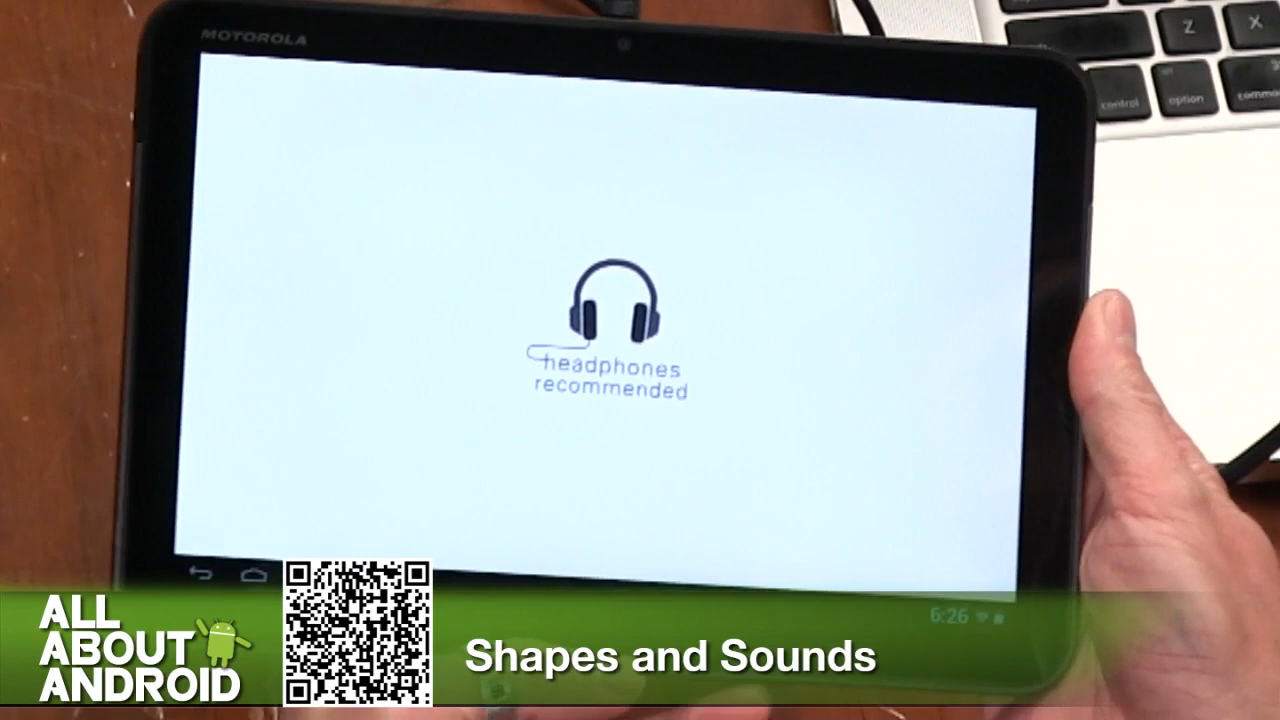 MOTOROLA
Z
X
control
option
headphones
recommended
6:26
ALL
ABOUT
ANDROID
Shapes and Sounds